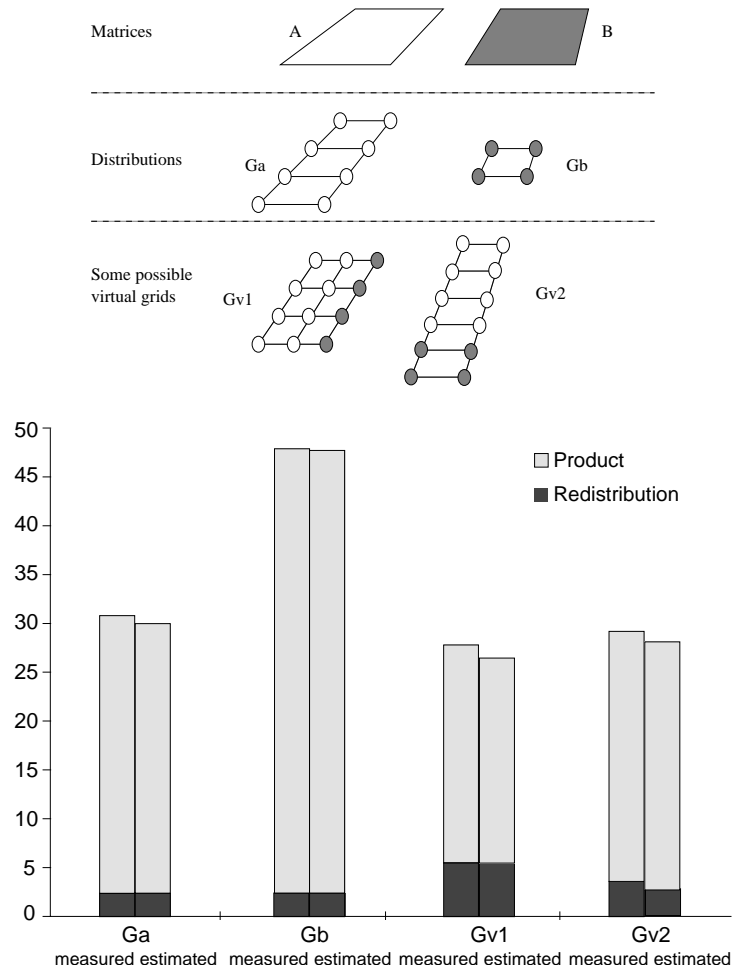 Matrices
A
B
Distributions
Ga
Gb
Some possible
virtual grids
Gv1
Gv2
50
45
40
35
30
25
20
15
10
5
0
Product
Redistribution
Ga
Gb
Gv1
Gv2
measured estimated
measured estimated
measured estimated
measured estimated